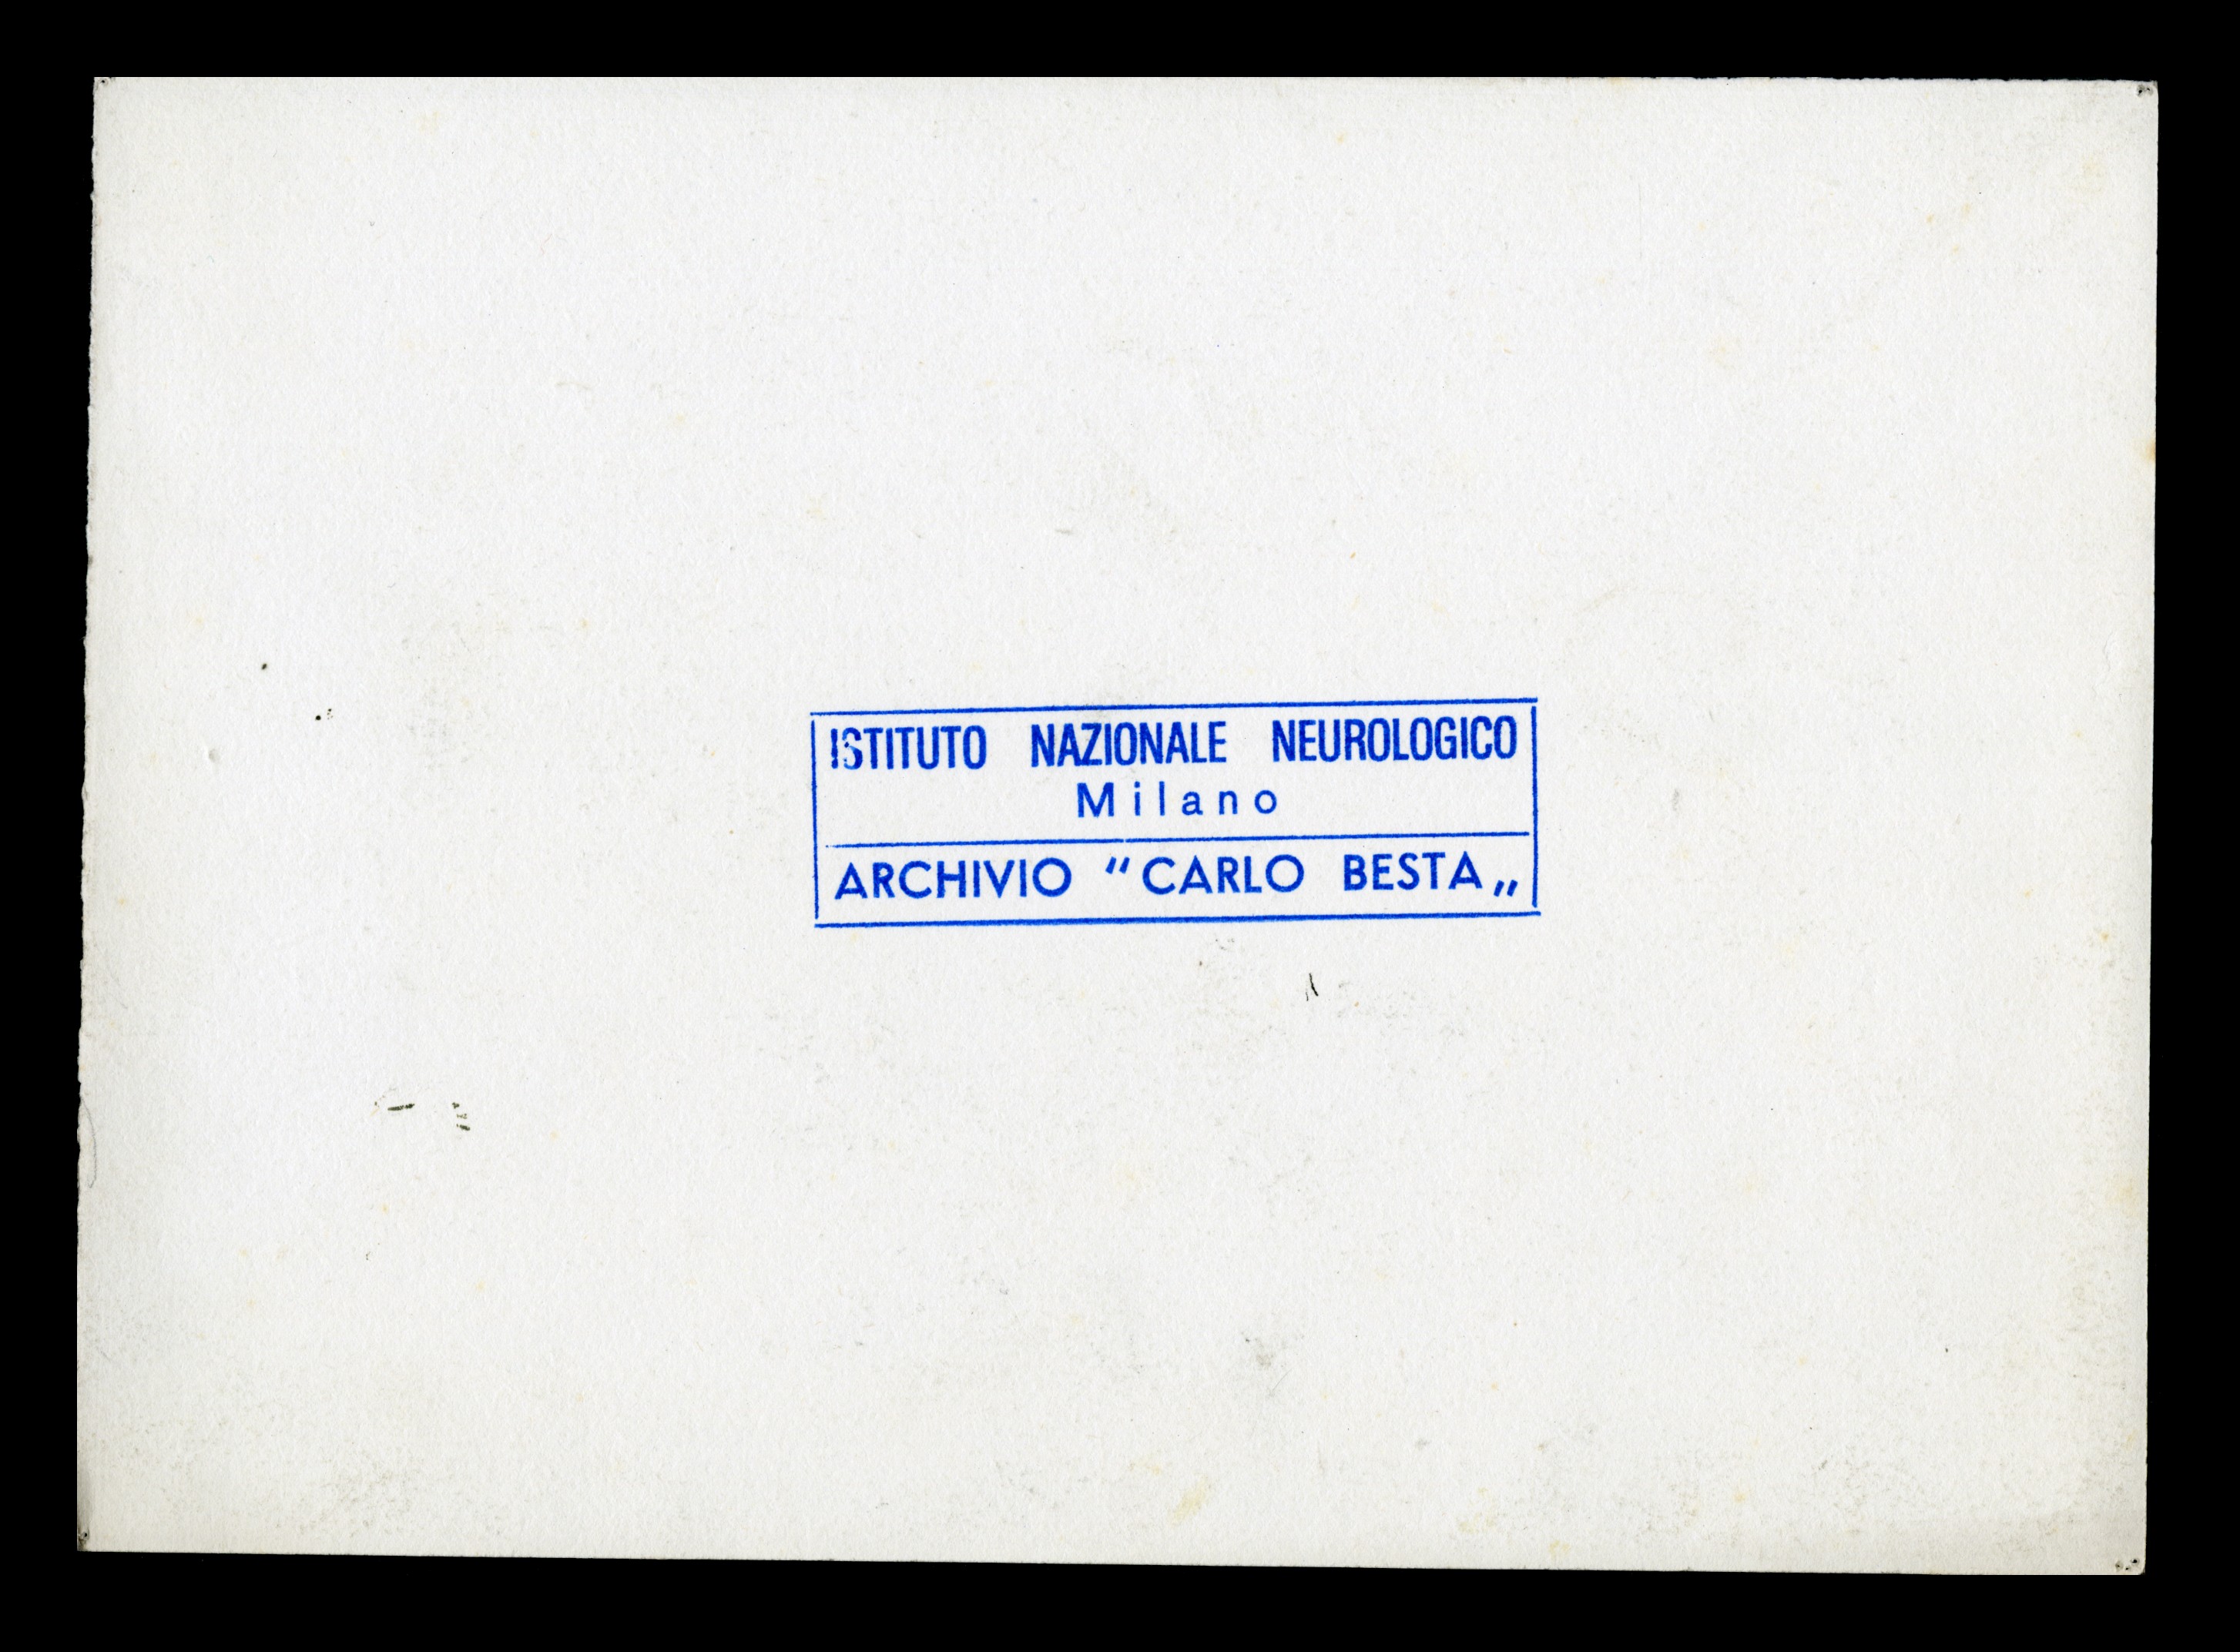 ISTITUTO NAZIONALE NEUROLOGICO
Milano
ARCHIVIO “CARLO BESTA„